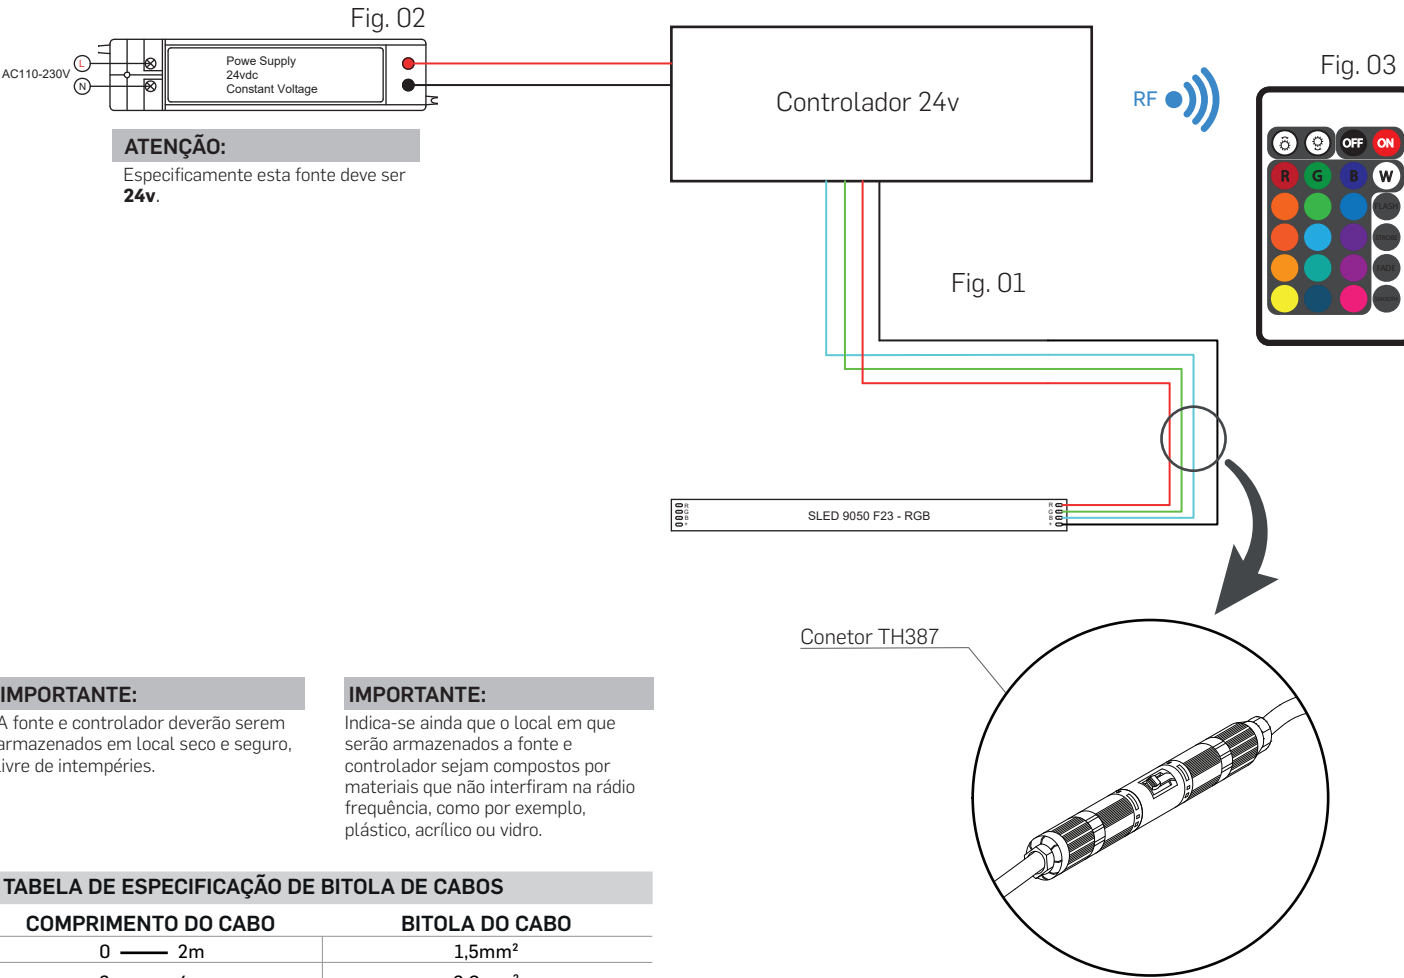 Fig. 02
AC110-230V
L
N
Powe Supply
24vdc
Constant Voltage
ATENÇÃO:
Especificamente esta fonte deve ser
24v.
Controlador 24v
RF
Fig. 03
OFF ON
R G B W
FLASH
STROBE
FADE
SMOOTH
Fig. 01
R
G
B
+
SLED 9050 F23 - RGB
R
G
B
+
Conetor TH387
IMPORTANTE:
A fonte e controlador deverão serem
armazenados em local seco e seguro,
livre de intempéries.
IMPORTANTE:
Indica-se ainda que o local em que
serão armazenados a fonte e
controlador sejam compostos por
materiais que não interfiram na rádio
frequência, como por exemplo,
plástico, acrílico ou vidro.
TABELA DE ESPECIFICAÇÃO DE BITOLA DE CABOS
COMPRIMENTO DO CABO BITOLA DO CABO
0 —— 2m 1,5mm²